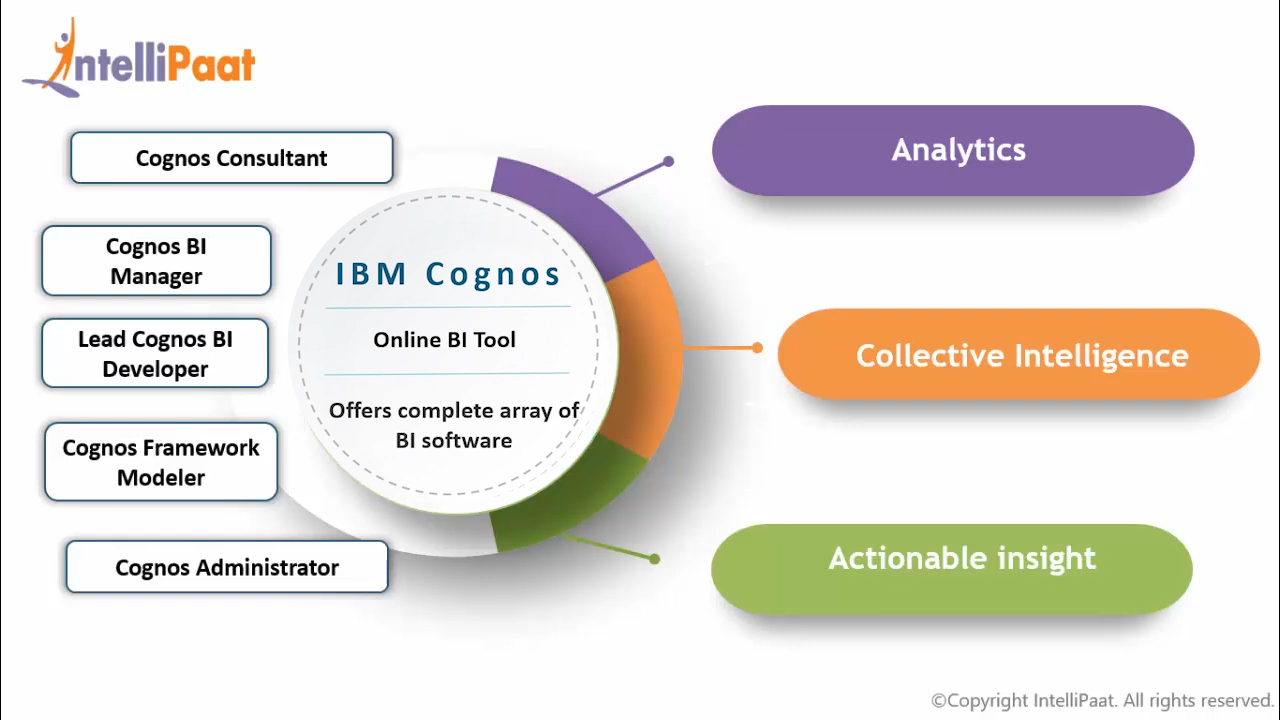 IntelliPaat
Cognos Consultant
Cognos BI
Manager
Lead Cognos BI
Developer
Cognos Framework
Modeler
Cognos Administrator
IBM Cognos
Online BI Tool
Offers complete array of
BI software
Analytics
Collective Intelligence
Actionable insight
©Copyright IntelliPaat. All rights reserved.